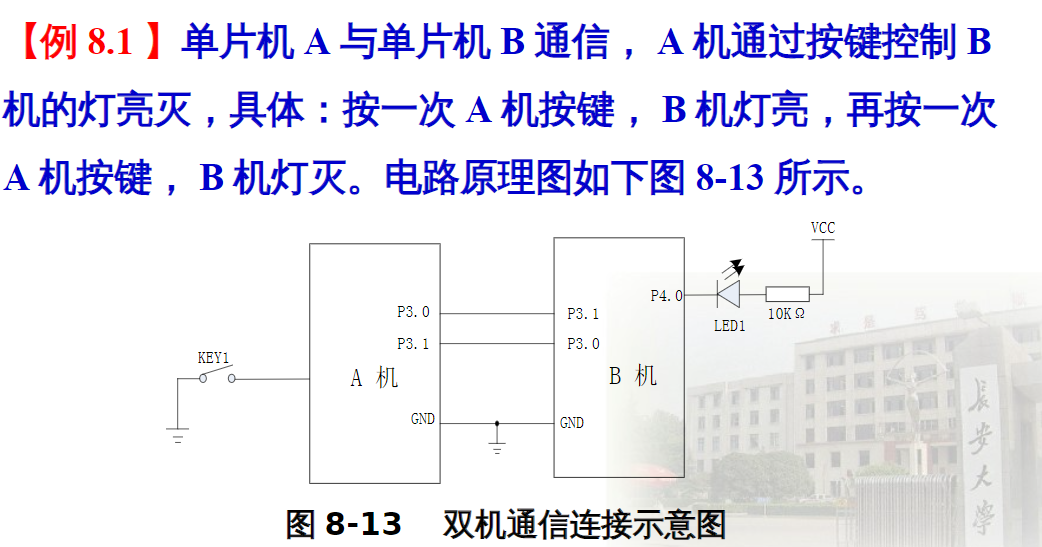 【例 8.1 】单片机 A 与单片机 B 通信， A 机通过按键控制 B
机的灯亮灭，具体：按一次 A 机按键， B 机灯亮，再按一次
A 机按键， B 机灯灭。电路原理图如下图 8-13 所示。
VCC
P4.0
LED1
10KΩ
P3.0
P3.1
P3.1
P3.0
KEY1
A 机
B 机
GND
GND
长安大学
图 8-13 双机通信连接示意图